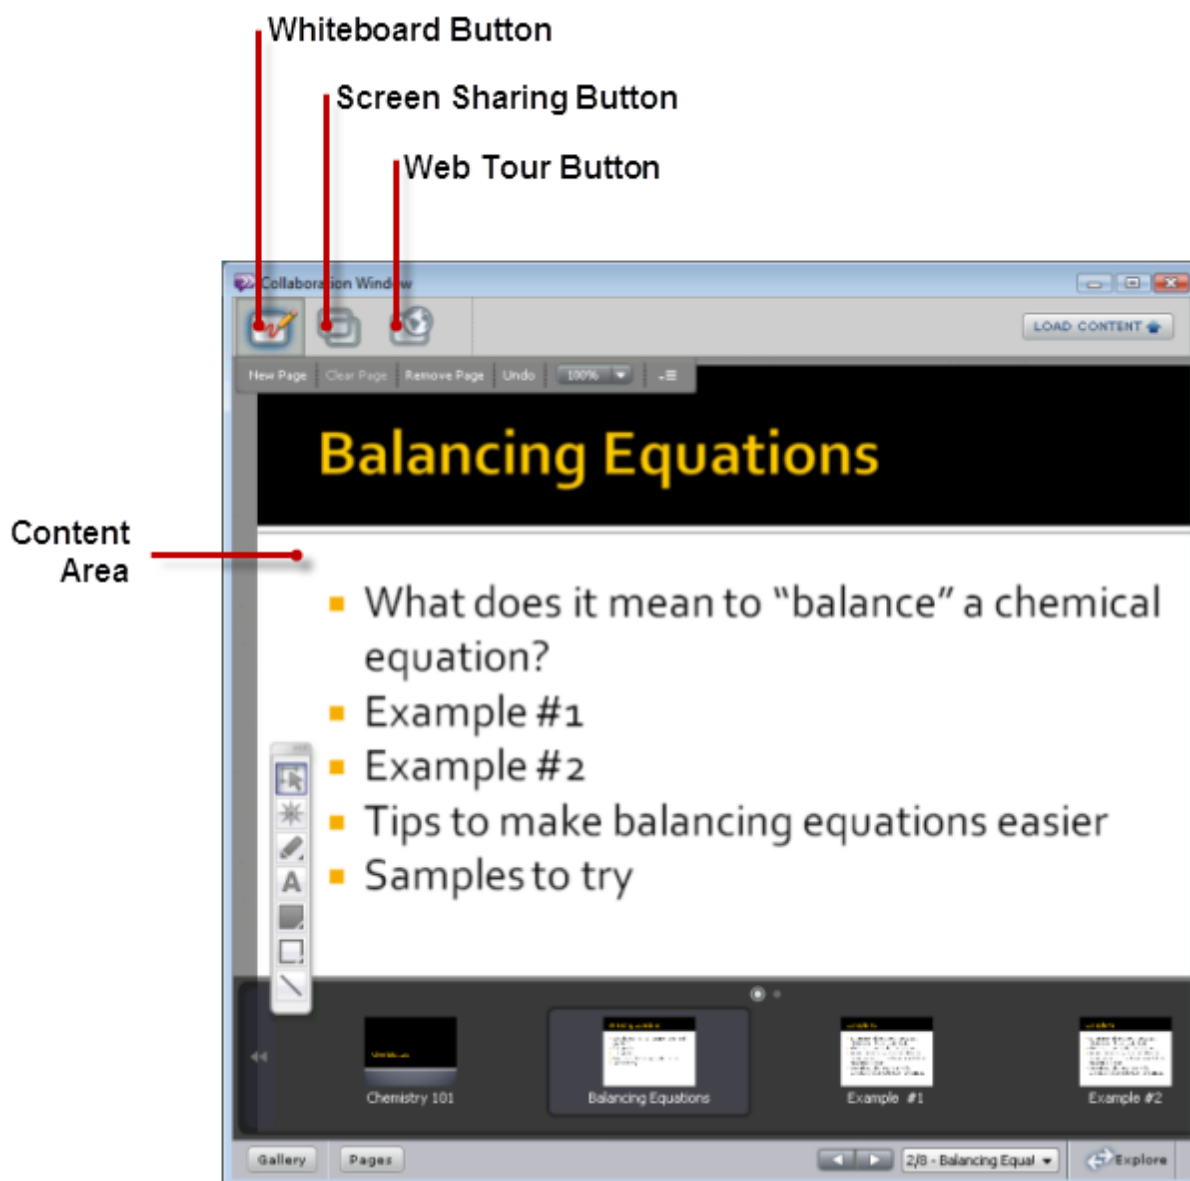 Whiteboard Button
Screen Sharing Button
Web Tour Button
Collaboration Window
LOAD CONTENT
New Page Clear Page Remove Page Undo 100%
Balancing Equations
Content
Area
What does it mean to “balance” a chemical
equation?
Example #1
Example #2
Tips to make balancing equations easier
Samples to try
Chemistry 101 Balancing Equations Example #1 Example #2
Gallery Pages 2/8 - Balancing Equal Explore